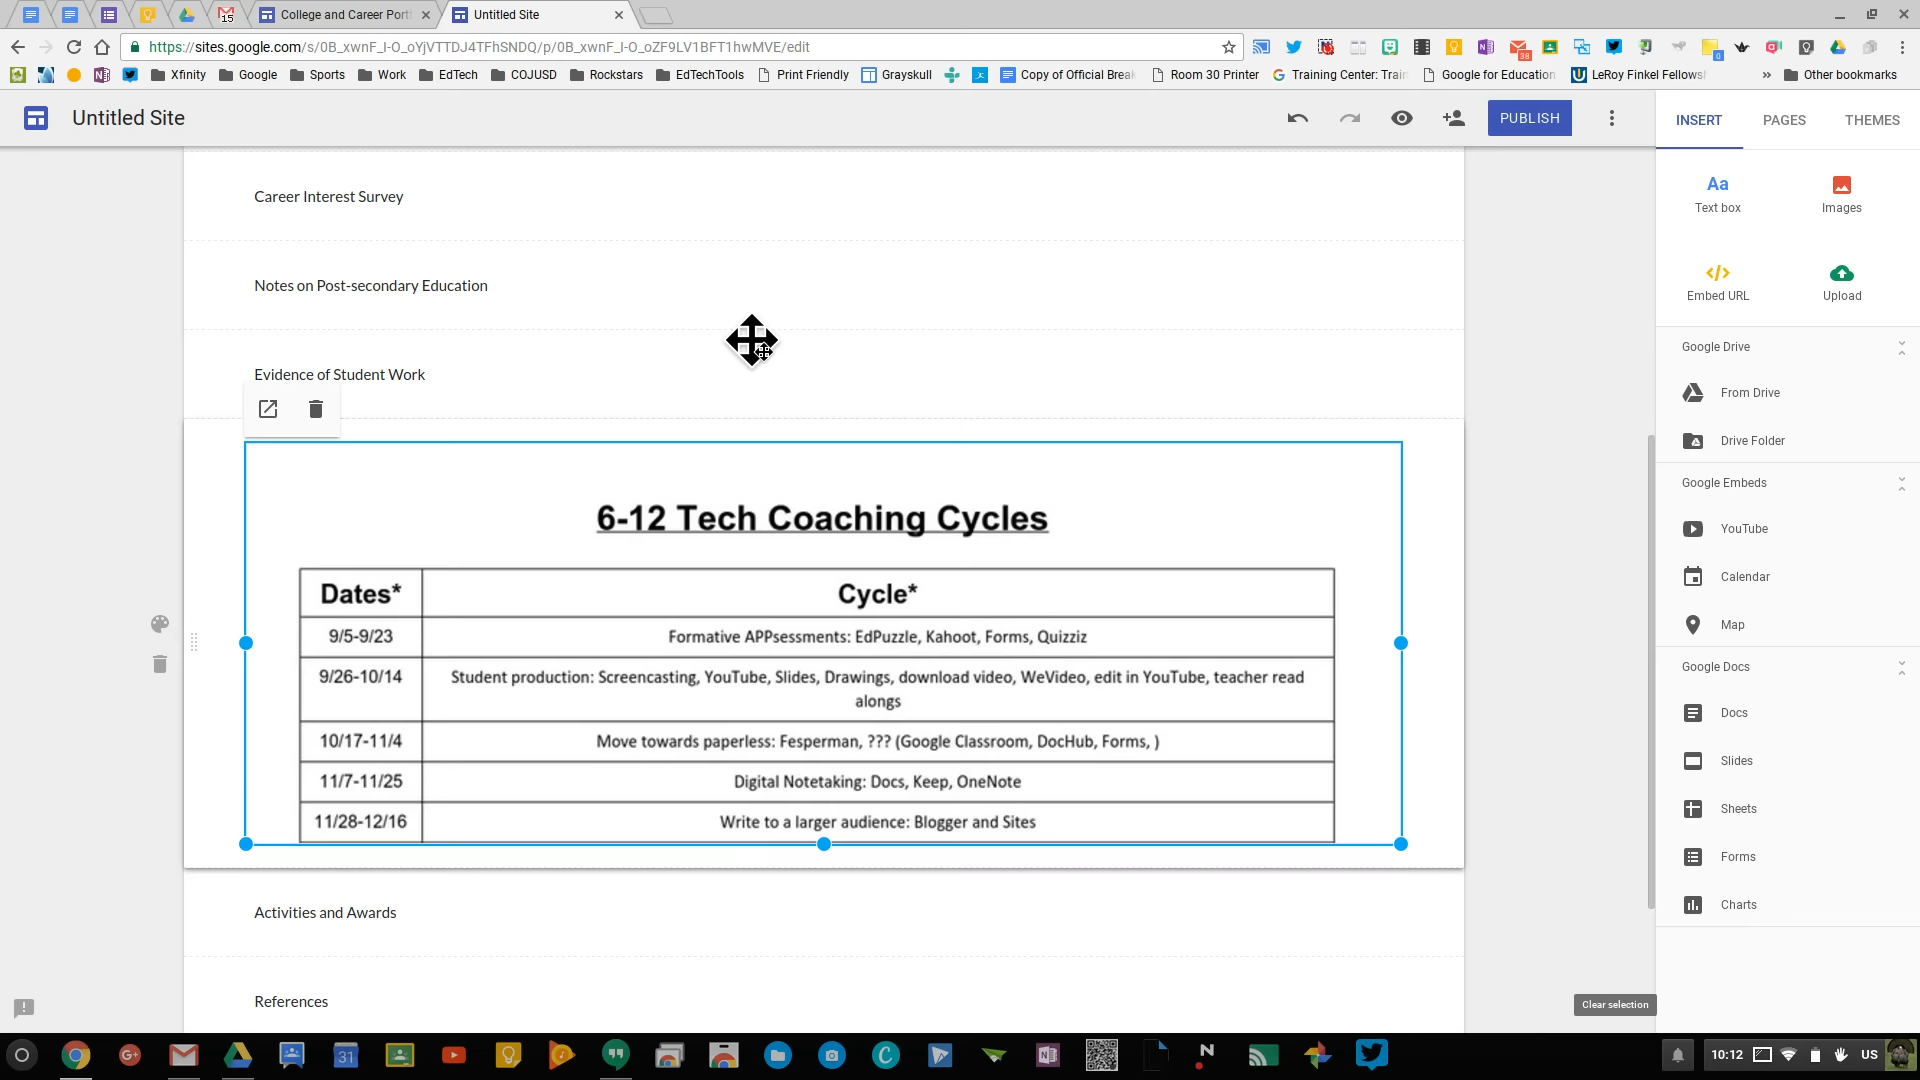 15
College and Career Port
Untitled Site
https://sites.google.com/s/0B_xwnF_I-O_oYjVTTDJ4TFhSNDQ/p/0B_xwnF_I-O_oZF9LV1BFT1hwMVE/edit
38
0
Xfinity
Google
Sports
Work
EdTech
COJUSD
Rockstars
EdTechTools
Print Friendly
Grayskull
Copy of Official Break
Room 30 Printer
Training Center: Train
Google for Education
LeRoy Finkel Fellows
»
Other bookmarks
Untitled Site
PUBLISH
INSERT
PAGES
THEMES
Career Interest Survey
Notes on Post-secondary Education
Evidence of Student Work
6-12 Tech Coaching Cycles
Dates* Cycle*
9/5-9/23 Formative APPsessments: EdPuzzle, Kahoot, Forms, Quizziz
9/26-10/14 Student production: Screencasting, YouTube, Slides, Drawings, download video, WeVideo, edit in YouTube, teacher read
alongs
10/17-11/4 Move towards paperless: Fesperman, ??? (Google Classroom, DocHub, Forms, )
11/7-11/25 Digital Notetaking: Docs, Keep, OneNote
11/28-12/16 Write to a larger audience: Blogger and Sites
Activities and Awards
References
Aa
Text box
Images
Embed URL
Upload
Google Drive
From Drive
Drive Folder
Google Embeds
YouTube
Calendar
Map
Google Docs
Docs
Slides
Sheets
Forms
Charts
Clear selection
G+
31
N
10:12
US